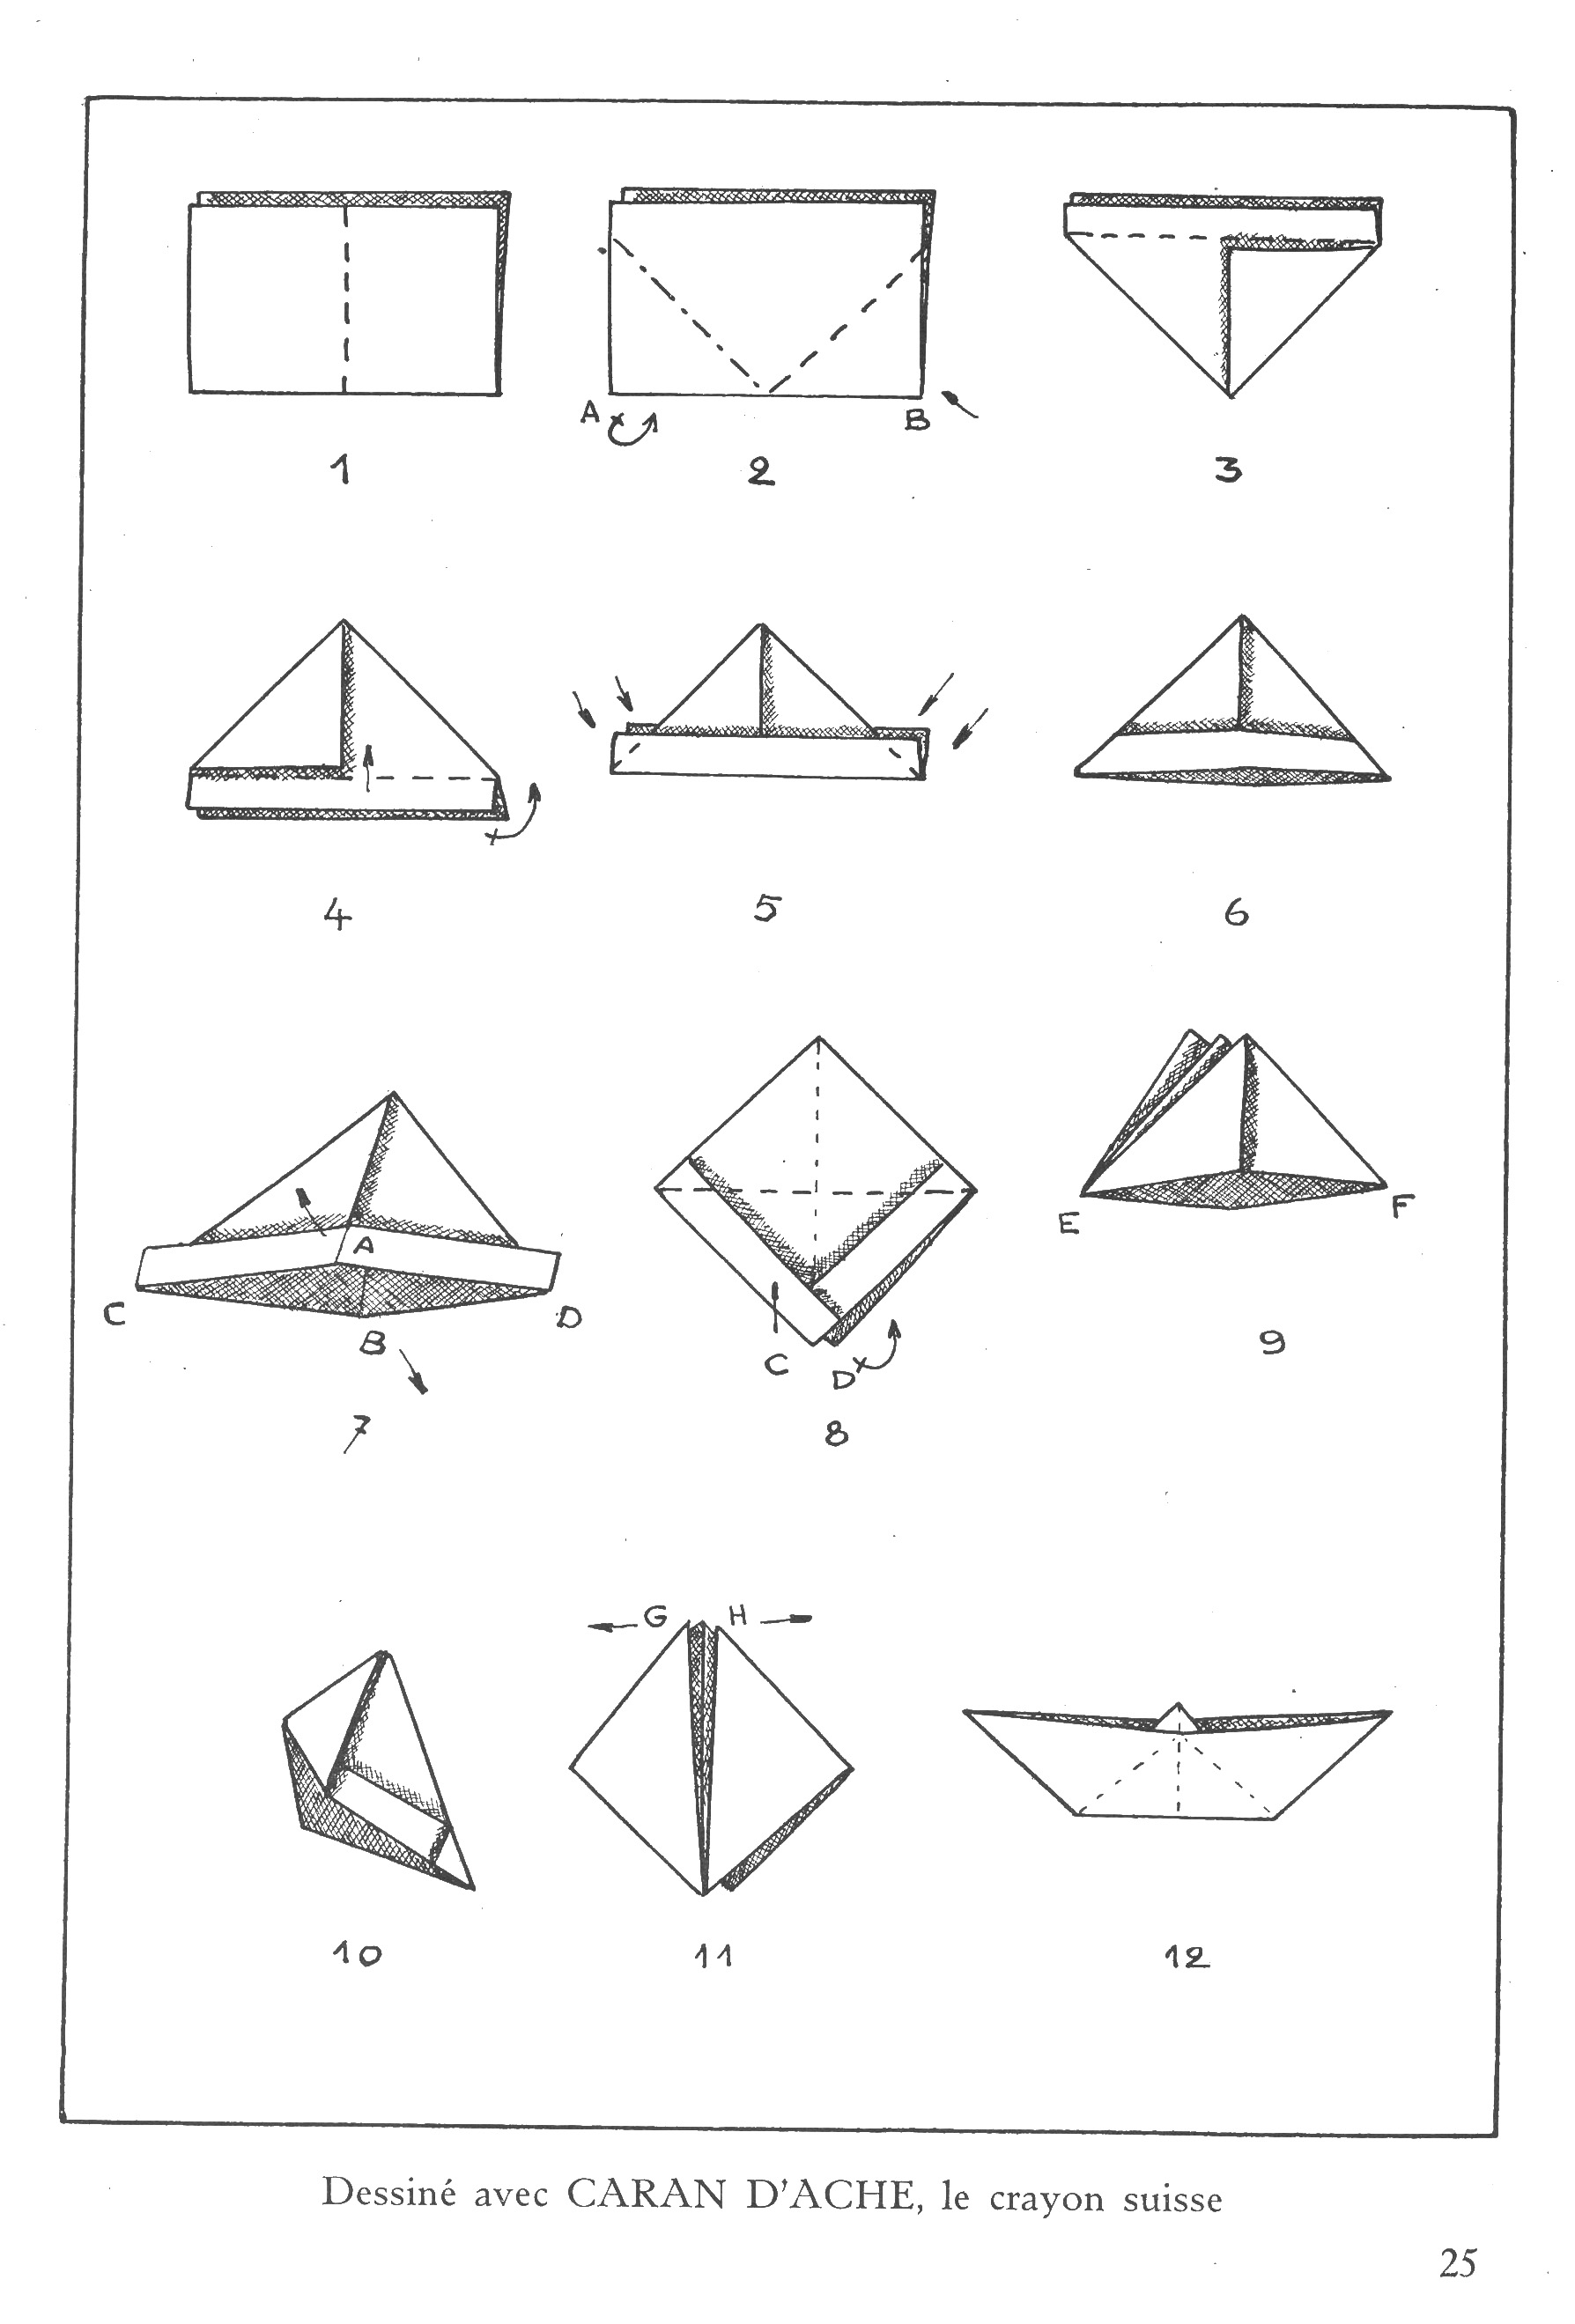 A B
1 2 3
4 5 6
A
C B D
C D
E F
7 8 9
G H
10 11 12
Dessiné avec CARAN D'ACHE, le crayon suisse
25